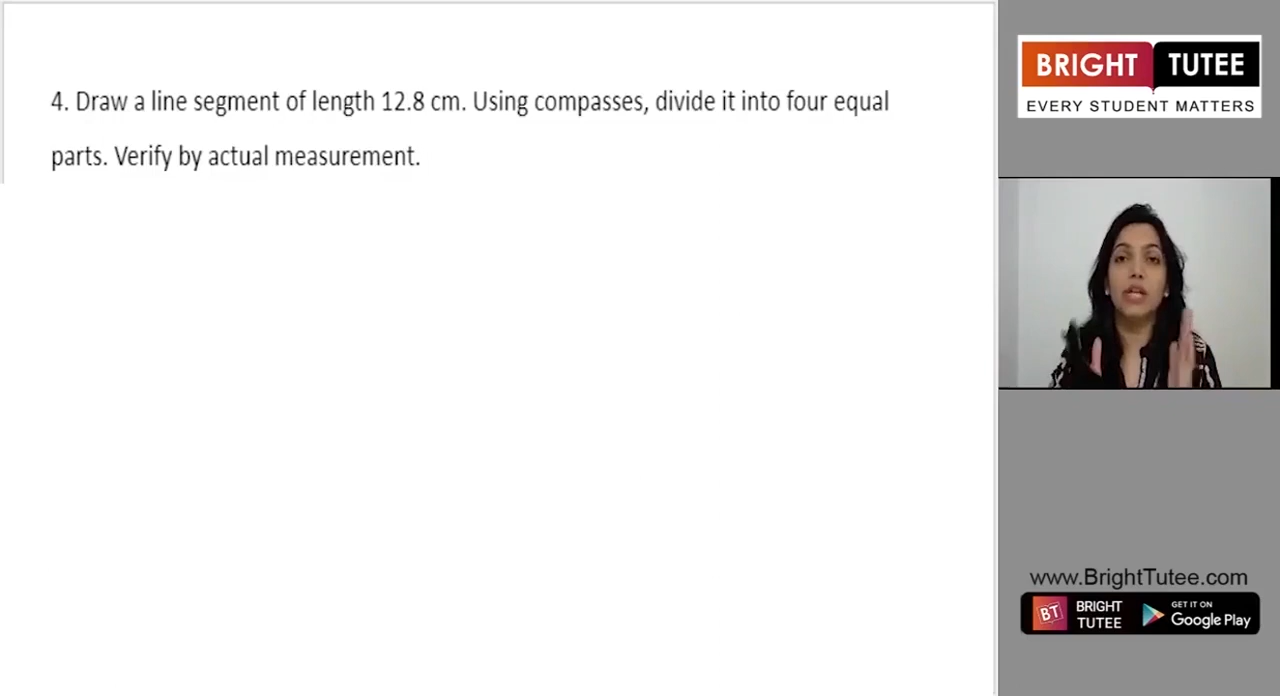 4. Draw a line segment of length 12.8 cm. Using compasses, divide it into four equal
parts. Verify by actual measurement.
BRIGHT TUTEE
EVERY STUDENT MATTERS
www.BrightTutee.com
BT BRIGHT TUTEE
GET IT ON
Google Play